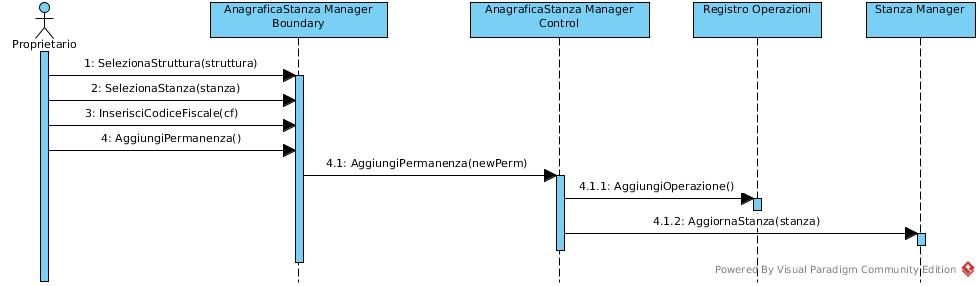 AnagraficaStanza Manager
Boundary
AnagraficaStanza Manager
Control
Registro Operazioni
Stanza Manager
Proprietario
1: SelezionaStruttura(struttura)
2: SelezionaStanza(stanza)
3: InserisciCodiceFiscale(cf)
4: AggiungiPermanenza()
4.1: AggiungiPermanenza(newPerm)
4.1.1: AggiungiOperazione()
4.1.2: AggiornaStanza(stanza)
Powered By Visual Paradigm Community Edition